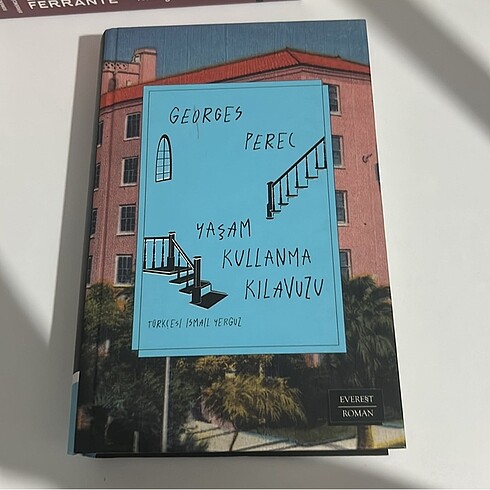 FERRANTE
GEORGES
PEREC
YAŞAM
KULLANMA
KILAVUZU
TÜRKÇESİ İSMAİL YERGUZ
EVEREST
ROMAN